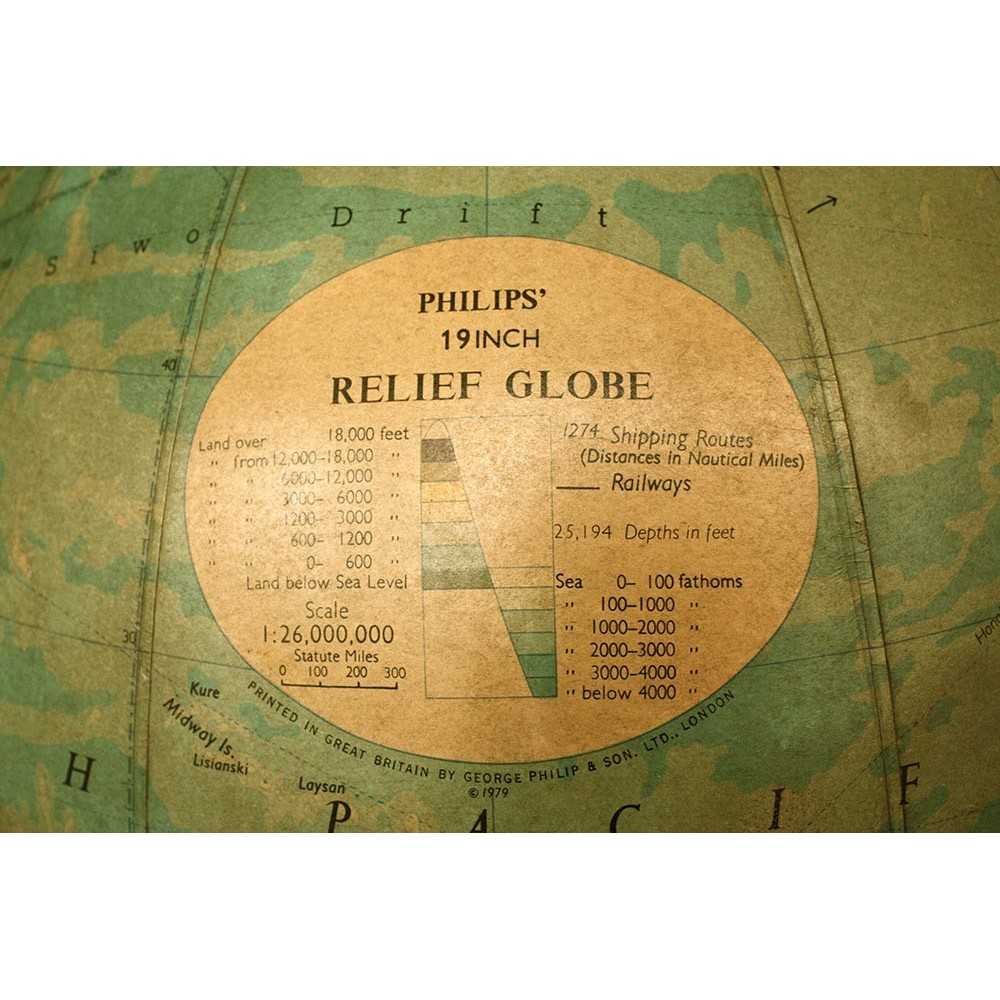 Drift
Siwo
40
PHILIPS'
19 INCH
RELIEF GLOBE
Land over 18,000 feet
" from 12,000–18,000 "
" " 6000–12,000 "
" " 3000– 6000 "
" " 1200– 3000 "
" " 600– 1200 "
" " 0– 600 "
Land below Sea Level
Scale
1:26,000,000
Statute Miles
0 100 200 300
1274 Shipping Routes
(Distances in Nautical Miles)
Railways
25,194 Depths in feet
Sea 0– 100 fathoms
" 100–1000 "
" 1000–2000 "
" 2000–3000 "
" 3000–4000 "
" below 4000 "
30
Kure
Midway Is.
Lisianski
Laysan
PRINTED IN GREAT BRITAIN BY GEORGE PHILIP & SON. LTD., LONDON
© 1979
H PACIF